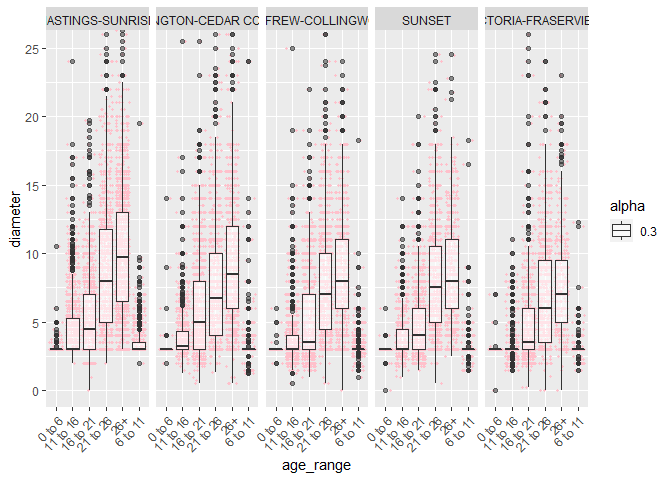 ASTINGS-SUNRIS
NGTON-CEDAR CO
FREW-COLLINGW
SUNSET
CTORIA-FRASERVIE
25
20
15
10
5
0
diameter
0 to 6
11 to 16
16 to 21
21 to 26
26+
6 to 11
0 to 6
11 to 16
16 to 21
21 to 26
26+
6 to 11
0 to 6
11 to 16
16 to 21
21 to 26
26+
6 to 11
0 to 6
11 to 16
16 to 21
21 to 26
26+
6 to 11
0 to 6
11 to 16
16 to 21
21 to 26
26+
6 to 11
age_range
alpha
0.3